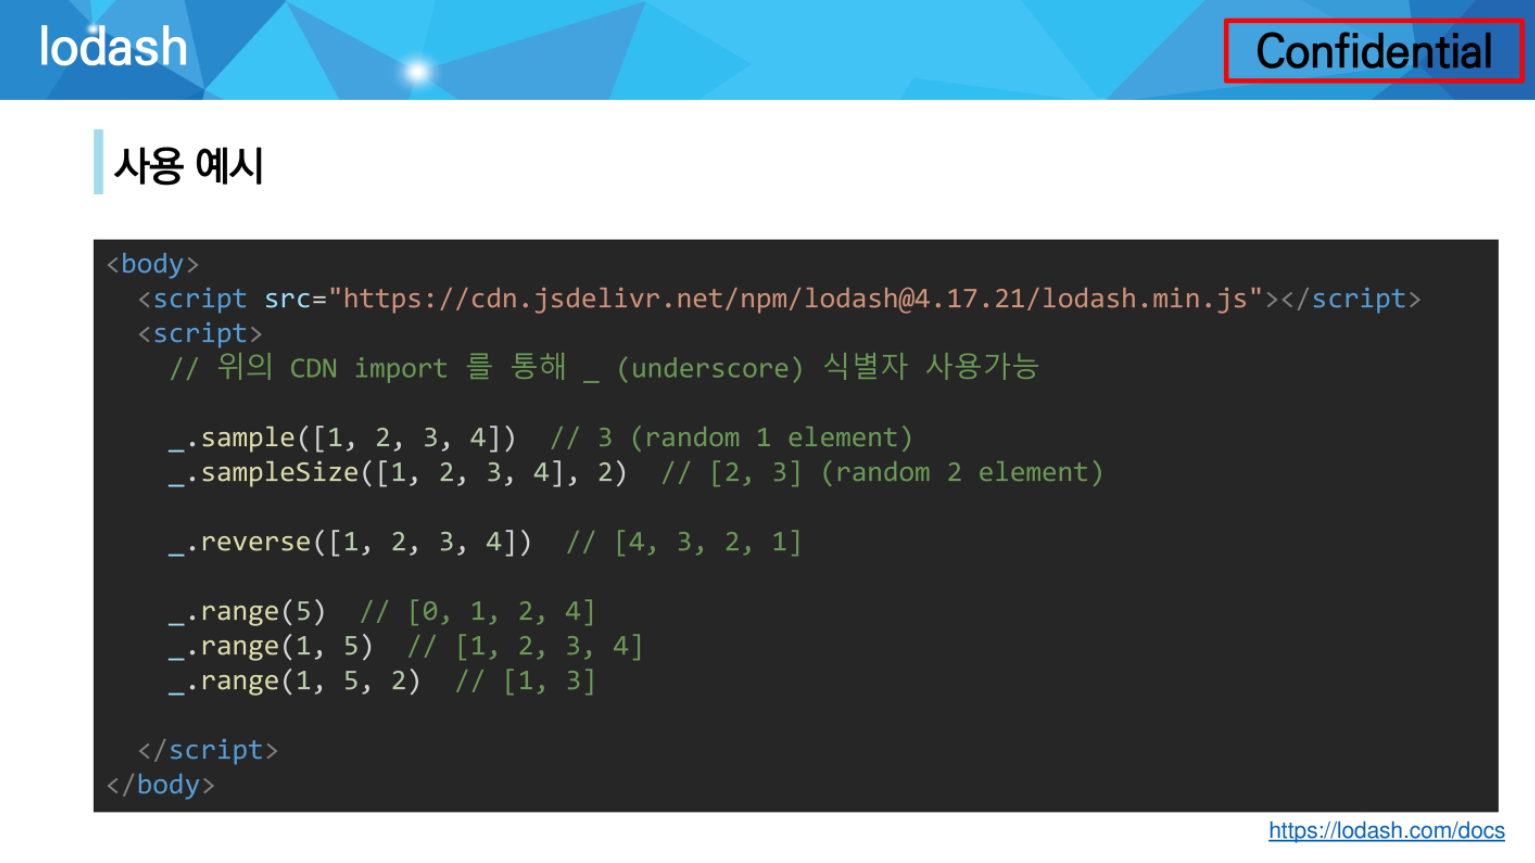 lodash
Confidential
사용 예시
<body>
<script src="https://cdn.jsdelivr.net/npm/lodash@4.17.21/lodash.min.js"></script>
<script>
// 위의 CDN import 를 통해 _ (underscore) 식별자 사용가능
_.sample([1, 2, 3, 4]) // 3 (random 1 element)
_.sampleSize([1, 2, 3, 4], 2) // [2, 3] (random 2 element)
_.reverse([1, 2, 3, 4]) // [4, 3, 2, 1]
_.range(5) // [0, 1, 2, 4]
_.range(1, 5) // [1, 2, 3, 4]
_.range(1, 5, 2) // [1, 3]
</script>
</body>
https://lodash.com/docs